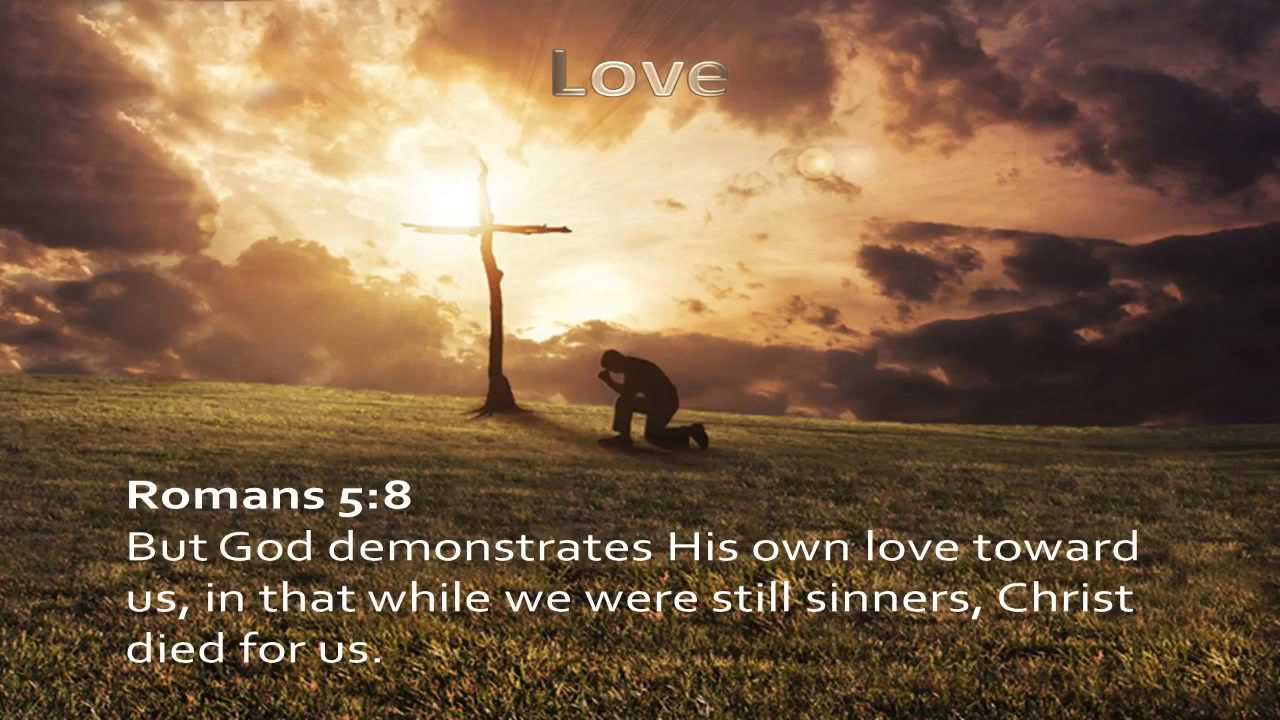 Love
Romans 5:8
But God demonstrates His own love toward
us, in that while we were still sinners, Christ
died for us.